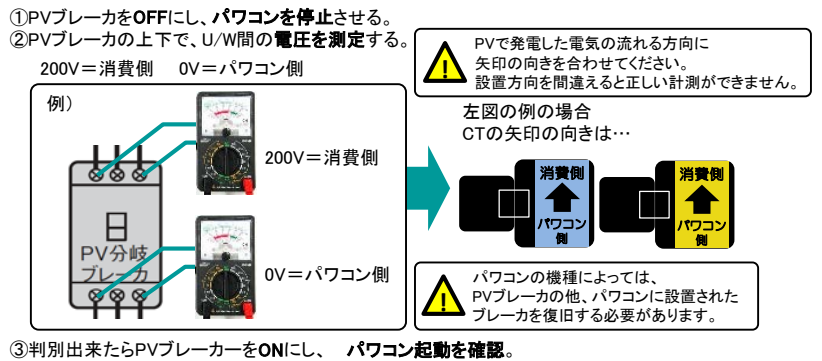 ①PVブレーカをOFFにし、パワコンを停止させる。
②PVブレーカの上下で、U/W間の電圧を測定する。
200V＝消費側　0V＝パワコン側
PVで発電した電気の流れる方向に
矢印の向きを合わせてください。
設置方向を間違えると正しい計測ができません。
例）
200V＝消費側
PV分岐
ブレーカ
0V＝パワコン側
左図の例の場合
CTの矢印の向きは…
消費側
パワコン
側
消費側
パワコン
側
パワコンの機種によっては、
PVブレーカの他、パワコンに設置された
ブレーカを復旧する必要があります。
③判別出来たらPVブレーカーをONにし、　パワコン起動を確認。